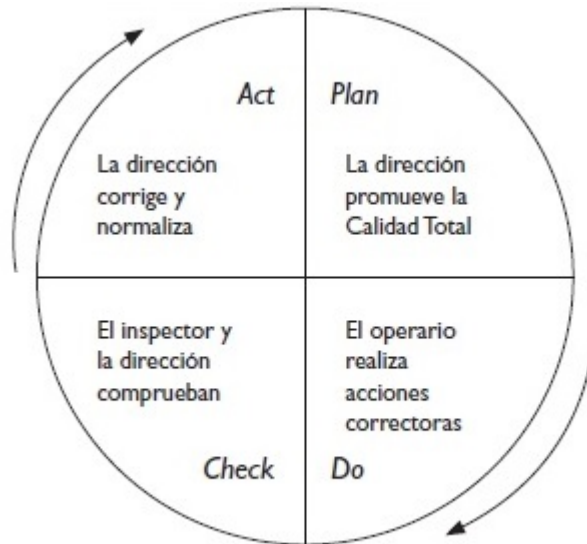 Act
Plan
La dirección
corrige y
normaliza
La dirección
promueve la
Calidad Total
El inspector y
la dirección
comprueban
El operario
realiza
acciones
correctoras
Check
Do